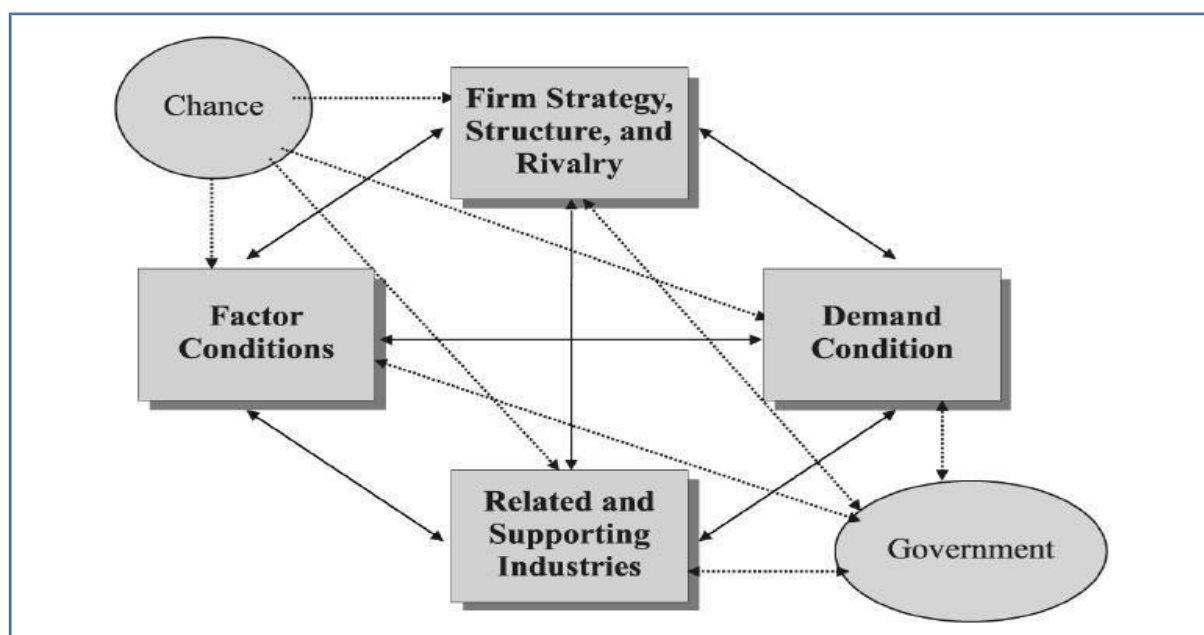 Chance
Firm Strategy,
Structure, and
Rivalry
Factor
Conditions
Demand
Condition
Related and
Supporting
Industries
Government